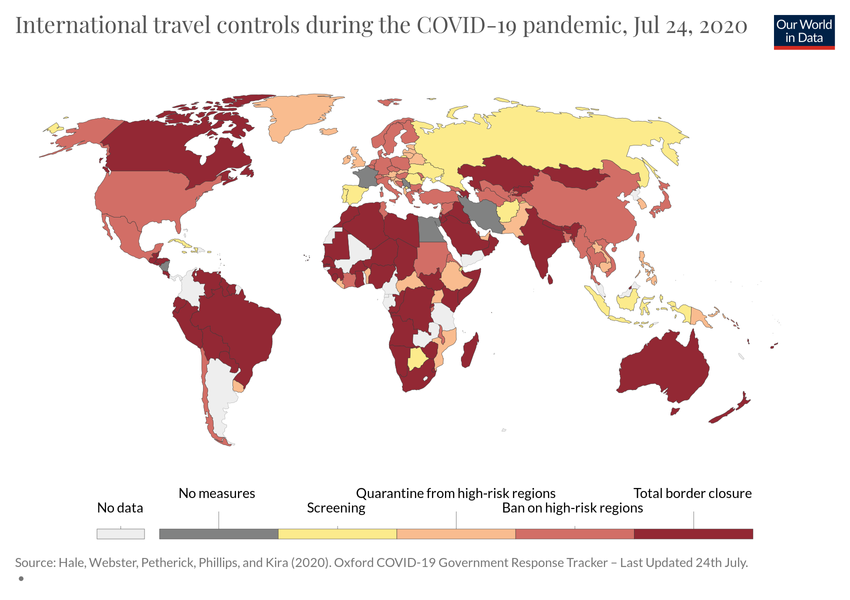 International travel controls during the COVID-19 pandemic, Jul 24, 2020
Our World
in Data
No data
No measures
Screening
Quarantine from high-risk regions
Ban on high-risk regions
Total border closure
Source: Hale, Webster, Petherick, Phillips, and Kira (2020). Oxford COVID-19 Government Response Tracker – Last Updated 24th July.
•